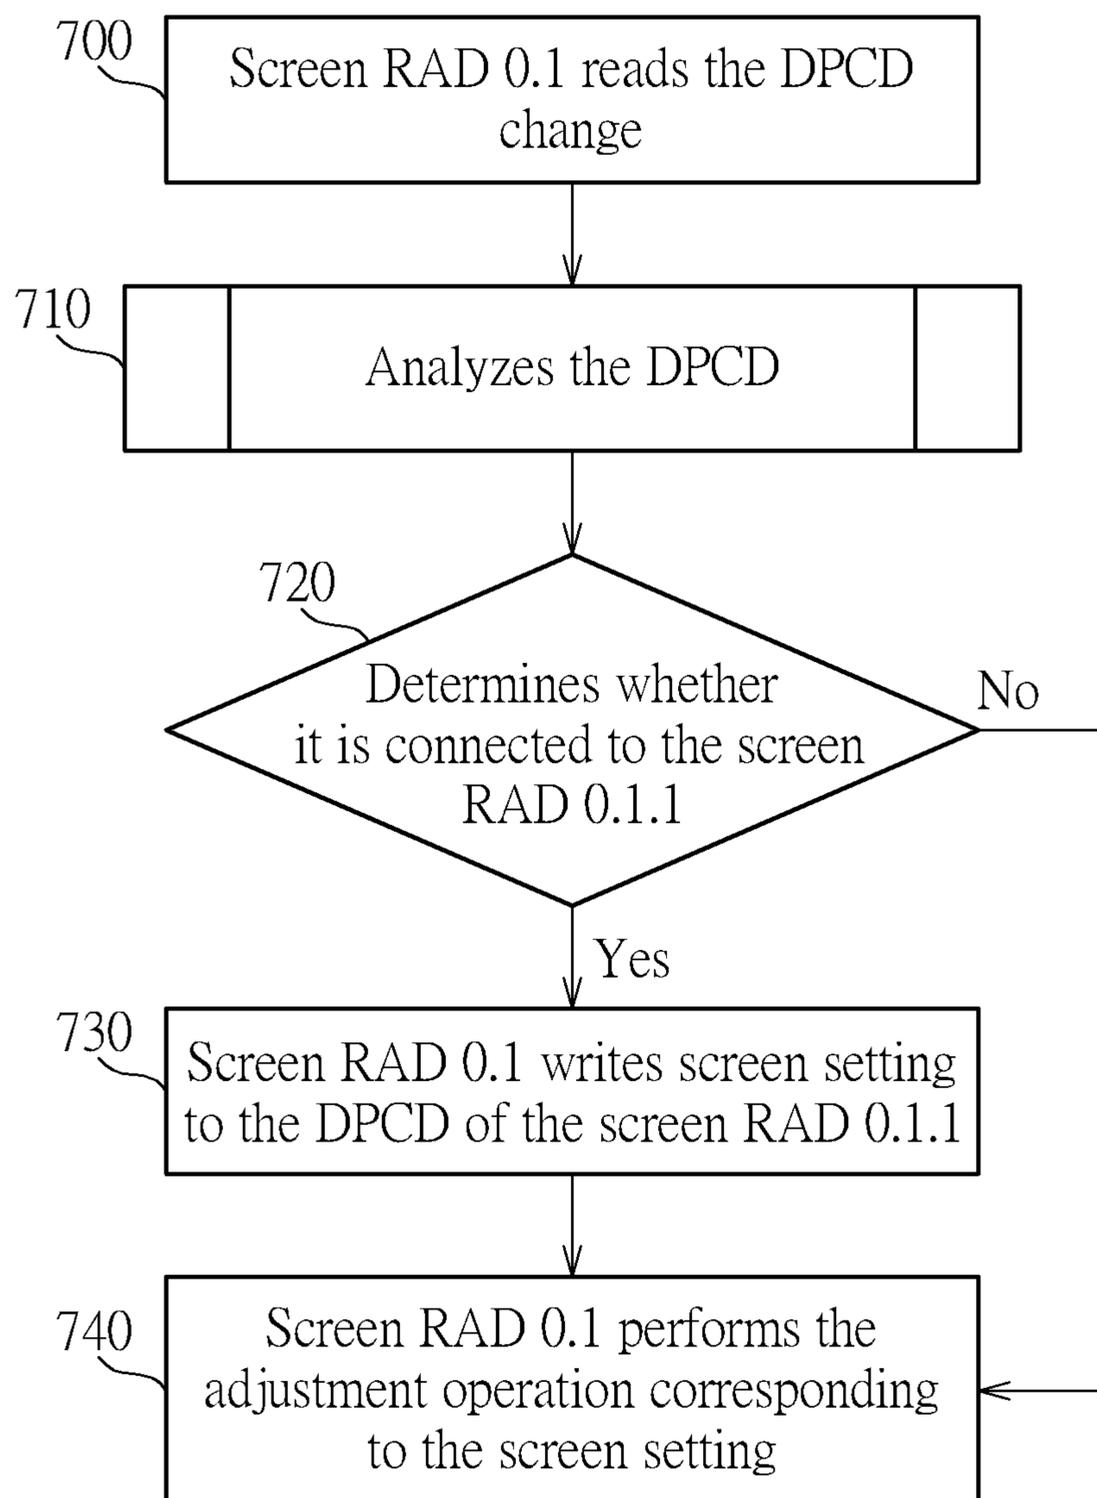 700
Screen RAD 0.1 reads the DPCD
change
710
Analyzes the DPCD
720
Determines whether
it is connected to the screen
RAD 0.1.1
No
Yes
730
Screen RAD 0.1 writes screen setting
to the DPCD of the screen RAD 0.1.1
740
Screen RAD 0.1 performs the
adjustment operation corresponding
to the screen setting